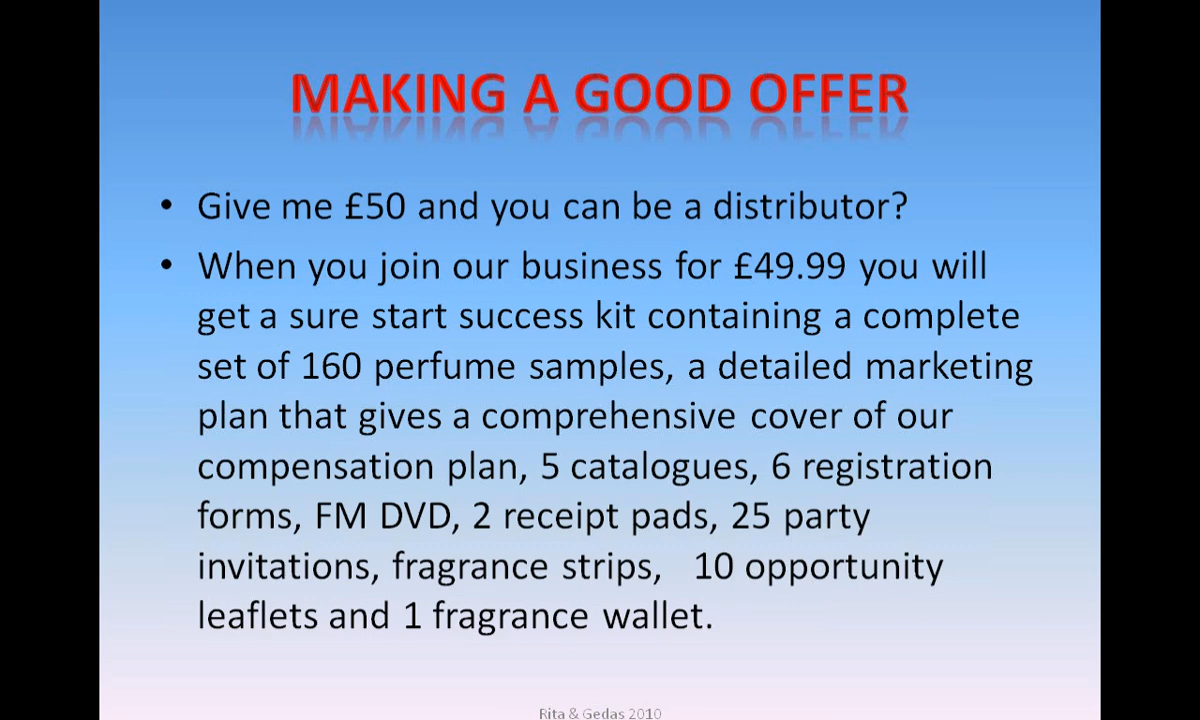 MAKING A GOOD OFFER
• Give me £50 and you can be a distributor?
• When you join our business for £49.99 you will
get a sure start success kit containing a complete
set of 160 perfume samples, a detailed marketing
plan that gives a comprehensive cover of our
compensation plan, 5 catalogues, 6 registration
forms, FM DVD, 2 receipt pads, 25 party
invitations, fragrance strips,   10 opportunity
leaflets and 1 fragrance wallet.
Rita & Gedas 2010